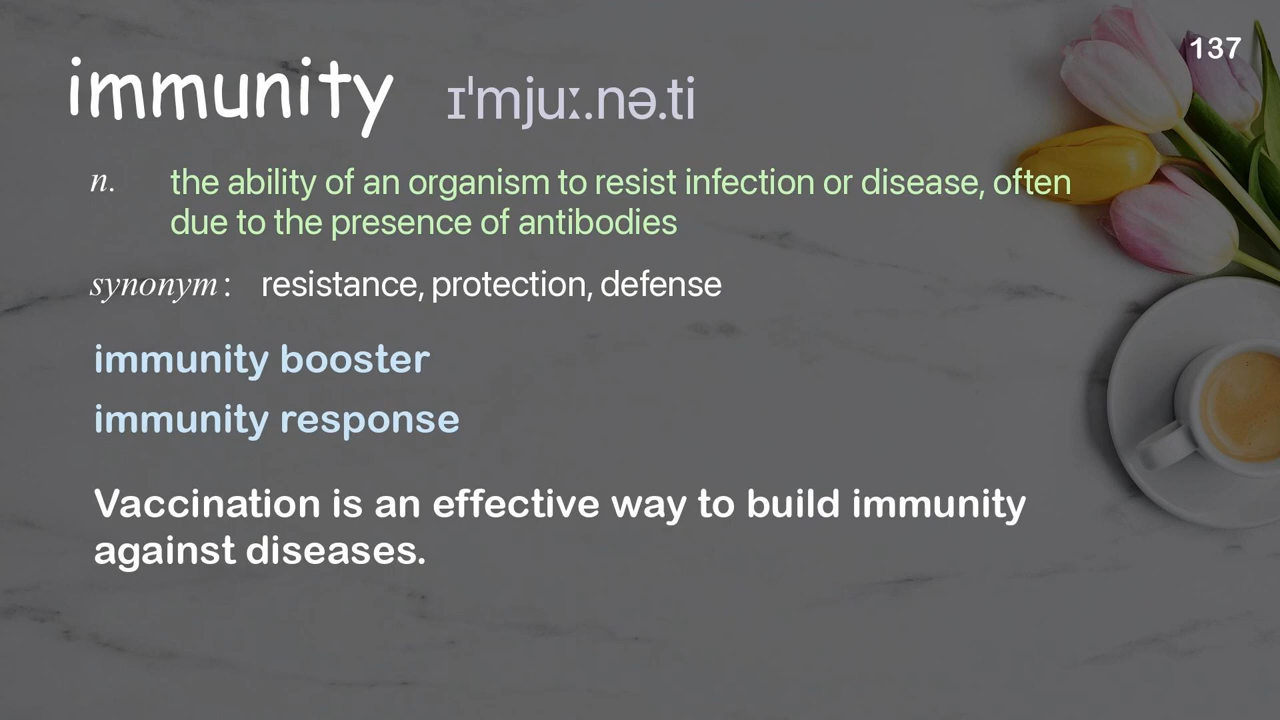 137
immunity ɪˈmjuː.nə.ti
n. the ability of an organism to resist infection or disease, often
due to the presence of antibodies
synonym : resistance, protection, defense
immunity booster
immunity response
Vaccination is an effective way to build immunity
against diseases.